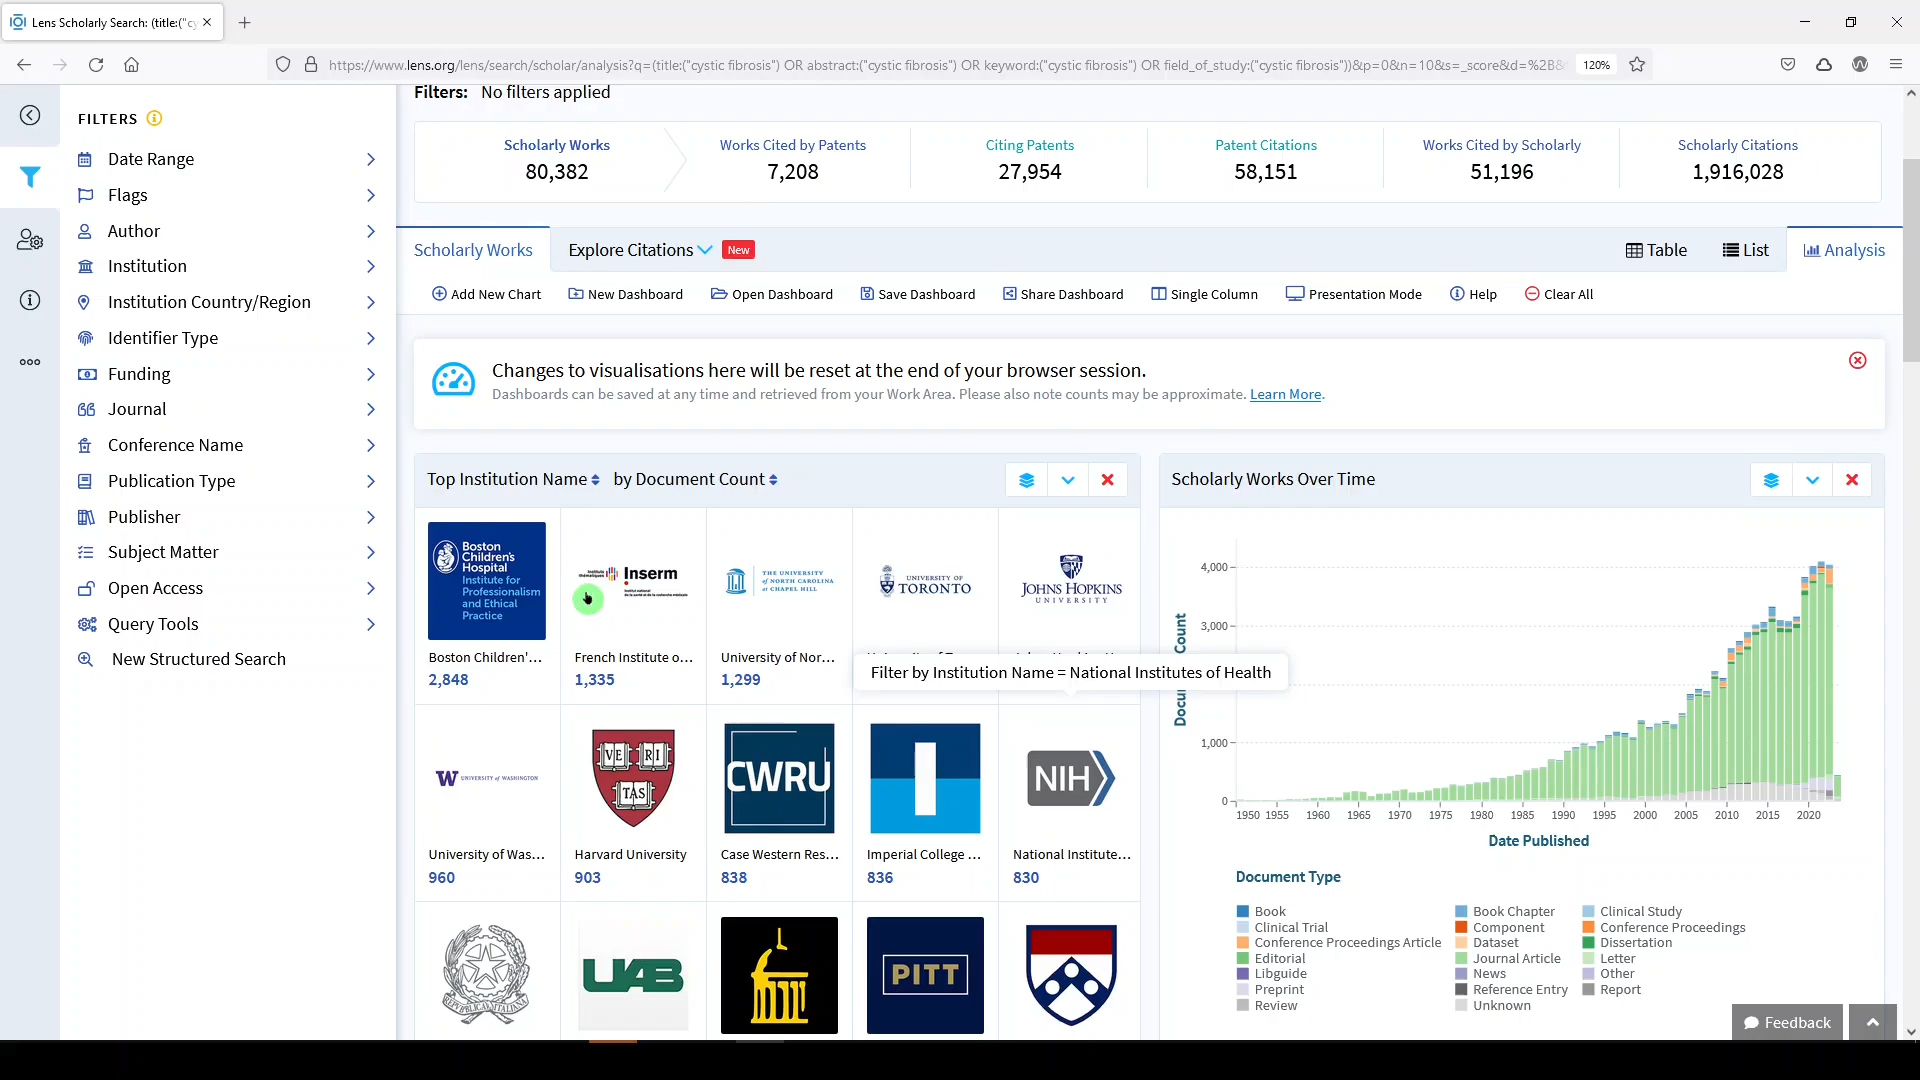 Lens Scholarly Search: (title:("cy
https://www.lens.org/lens/search/scholar/analysis?q=(title:("cystic fibrosis") OR abstract:("cystic fibrosis") OR keyword:("cystic fibrosis") OR field_of_study:("cystic fibrosis"))&p=0&n=10&s=_score&d=%2B&
120%
FILTERS
Date Range
Flags
Author
Institution
Institution Country/Region
Identifier Type
Funding
Journal
Conference Name
Publication Type
Publisher
Subject Matter
Open Access
Query Tools
New Structured Search
Filters: No filters applied
Scholarly Works
80,382
Works Cited by Patents
7,208
Citing Patents
27,954
Patent Citations
58,151
Works Cited by Scholarly
51,196
Scholarly Citations
1,916,028
Scholarly Works
Explore Citations
New
Table
List
Analysis
Add New Chart
New Dashboard
Open Dashboard
Save Dashboard
Share Dashboard
Single Column
Presentation Mode
Help
Clear All
Changes to visualisations here will be reset at the end of your browser session.
Dashboards can be saved at any time and retrieved from your Work Area. Please also note counts may be approximate. Learn More.
Top Institution Name by Document Count
Boston
Children's
Hospital
Institute for
Professionalism
and Ethical
Practice
Boston Children'...
2,848
Inserm
French Institute o...
1,335
THE UNIVERSITY
of NORTH CAROLINA
at CHAPEL HILL
University of Nor...
1,299
UNIVERSITY OF
TORONTO
JOHNS HOPKINS
UNIVERSITY
Filter by Institution Name = National Institutes of Health
W UNIVERSITY of WASHINGTON
University of Was...
960
VE RI
TAS
Harvard University
903
CWRU
Case Western Res...
838
Imperial College ...
836
NIH
National Institute...
830
UAB
PITT
Scholarly Works Over Time
4,000
3,000
1,000
0
1950 1955 1960 1965 1970 1975 1980 1985 1990 1995 2000 2005 2010 2015 2020
Date Published
Document Type
Book
Clinical Trial
Conference Proceedings Article
Editorial
Libguide
Preprint
Review
Book Chapter
Component
Dataset
Journal Article
News
Reference Entry
Unknown
Clinical Study
Conference Proceedings
Dissertation
Letter
Other
Report
Feedback